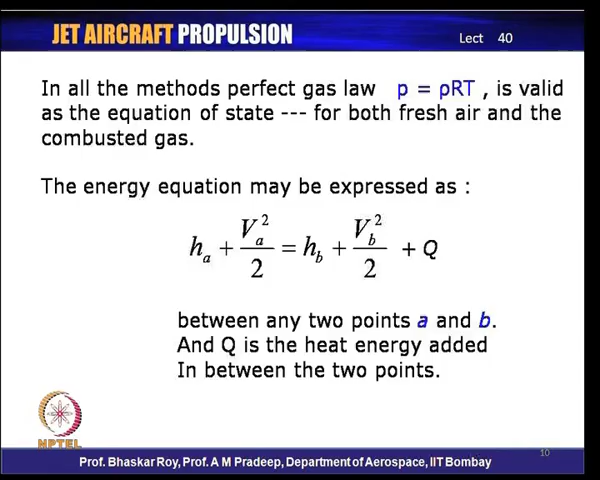 JET AIRCRAFT PROPULSION Lect 40
In all the methods perfect gas law p = ρRT , is valid
as the equation of state --- for both fresh air and the
combusted gas.
The energy equation may be expressed as :
h_a + V_a^2/2 = h_b + V_b^2/2 + Q
between any two points a and b.
And Q is the heat energy added
In between the two points.
NPTEL
10
Prof. Bhaskar Roy, Prof. A M Pradeep, Department of Aerospace, IIT Bombay